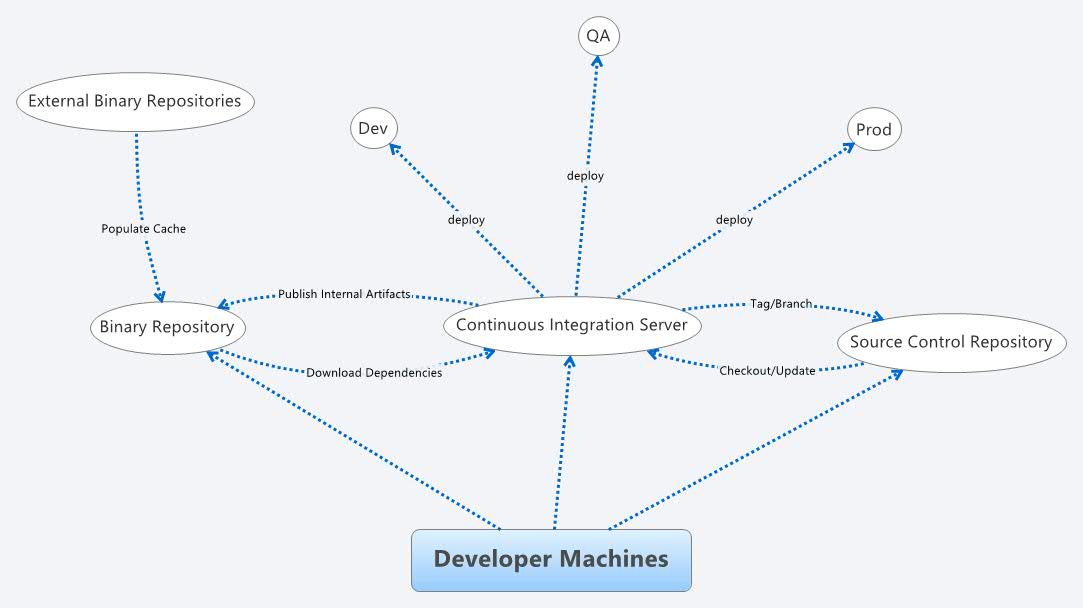 QA
External Binary Repositories
Dev
Prod
deploy
deploy
deploy
Populate Cache
Publish Internal Artifacts
Tag/Branch
Binary Repository
Continuous Integration Server
Source Control Repository
Download Dependencies
Checkout/Update
Developer Machines